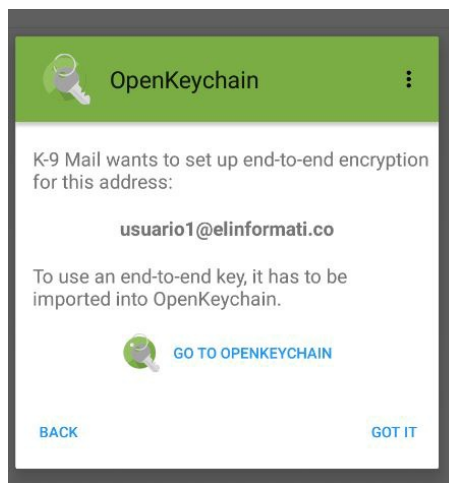 OpenKeychain
K-9 Mail wants to set up end-to-end encryption
for this address:
usuario1@elinformati.co
To use an end-to-end key, it has to be
imported into OpenKeychain.
GO TO OPENKEYCHAIN
BACK
GOT IT